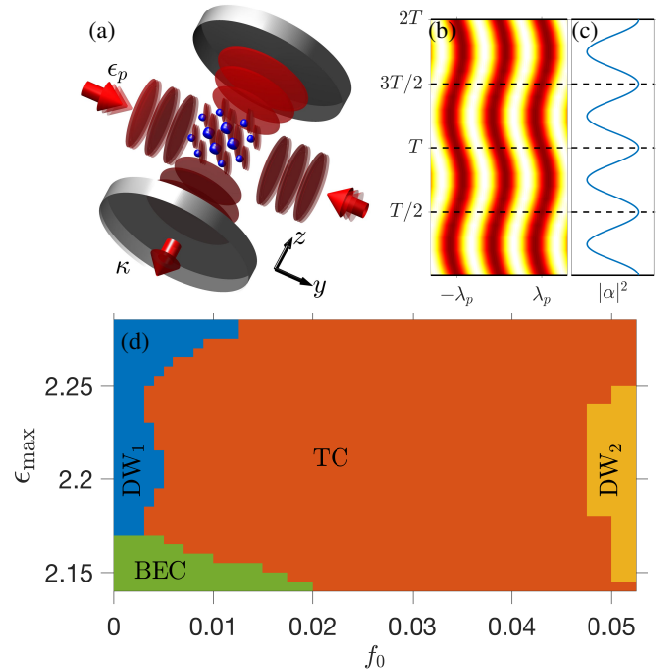 (a)
ϵp
κ
z
y
(b)
(c)
2T
3T/2
T
T/2
−λp
λp
|α|²
(d)
ϵmax
2.25
2.2
2.15
DW1
TC
DW2
BEC
0
0.01
0.02
0.03
0.04
0.05
f0